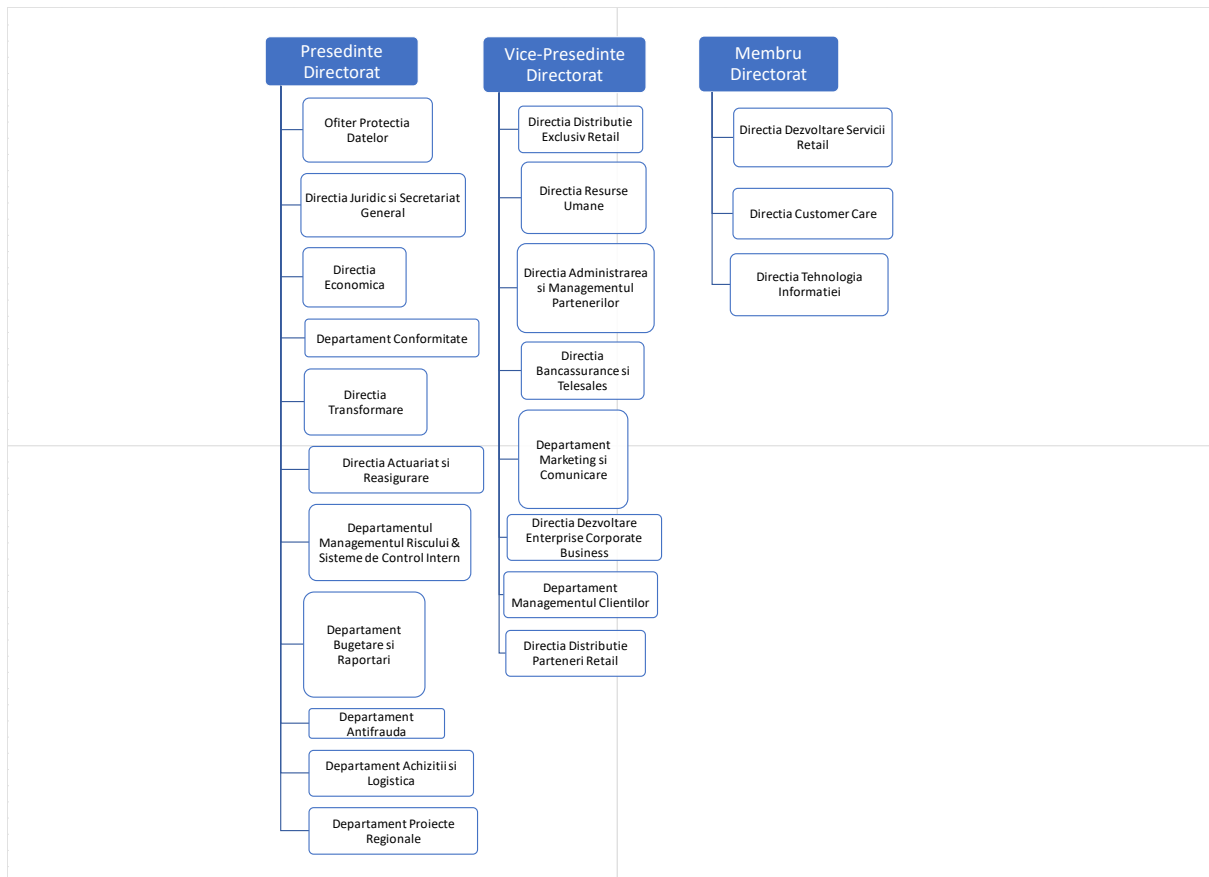 Presedinte
Directorat
Ofiter Protectia
Datelor
Directia Juridic si Secretariat
General
Directia
Economica
Departament Conformitate
Directia
Transformare
Directia Actuariat si
Reasigurare
Departamentul
Managementul Riscului &
Sisteme de Control Intern
Departament
Bugetare si
Raportari
Departament
Antifrauda
Departament Achizitii si
Logistica
Departament Proiecte
Regionale
Vice-Presedinte
Directorat
Directia Distributie
Exclusiv Retail
Directia Resurse
Umane
Directia Administrarea
si Managementul
Partenerilor
Directia
Bancassurance si
Telesales
Departament
Marketing si
Comunicare
Directia Dezvoltare
Enterprise Corporate
Business
Departament
Managementul Clientilor
Directia Distributie
Parteneri Retail
Membru
Directorat
Directia Dezvoltare Servicii
Retail
Directia Customer Care
Directia Tehnologia
Informatiei